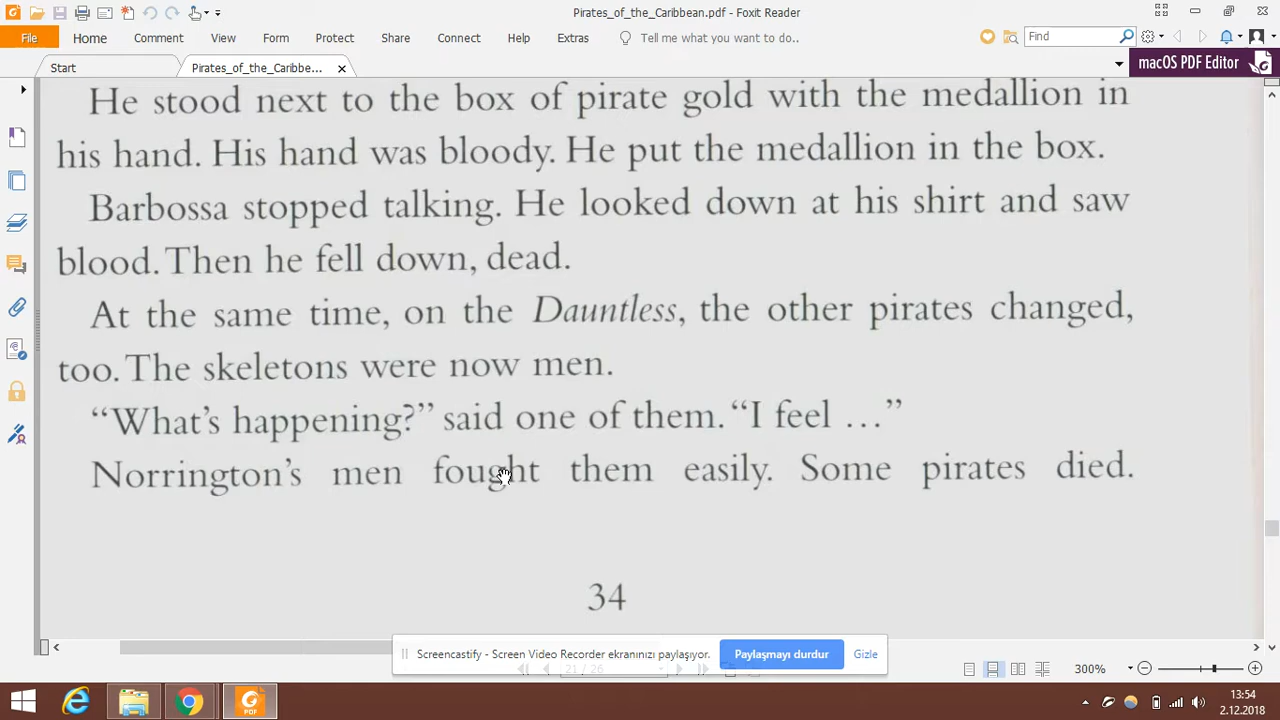 Pirates_of_the_Caribbean.pdf - Foxit Reader
File Home Comment View Form Protect Share Connect Help Extras Tell me what you want to do.. Find
Start Pirates_of_the_Caribbe... macOS PDF Editor
He stood next to the box of pirate gold with the medallion in
his hand. His hand was bloody. He put the medallion in the box.
Barbossa stopped talking. He looked down at his shirt and saw
blood. Then he fell down, dead.
At the same time, on the Dauntless, the other pirates changed,
too. The skeletons were now men.
“What’s happening?” said one of them. “I feel …”
Norrington’s men fought them easily. Some pirates died.
34
Screencastify - Screen Video Recorder ekranınızı paylaşıyor. Paylaşmayı durdur Gizle
21 / 26 300%
PDF
13:54
2.12.2018